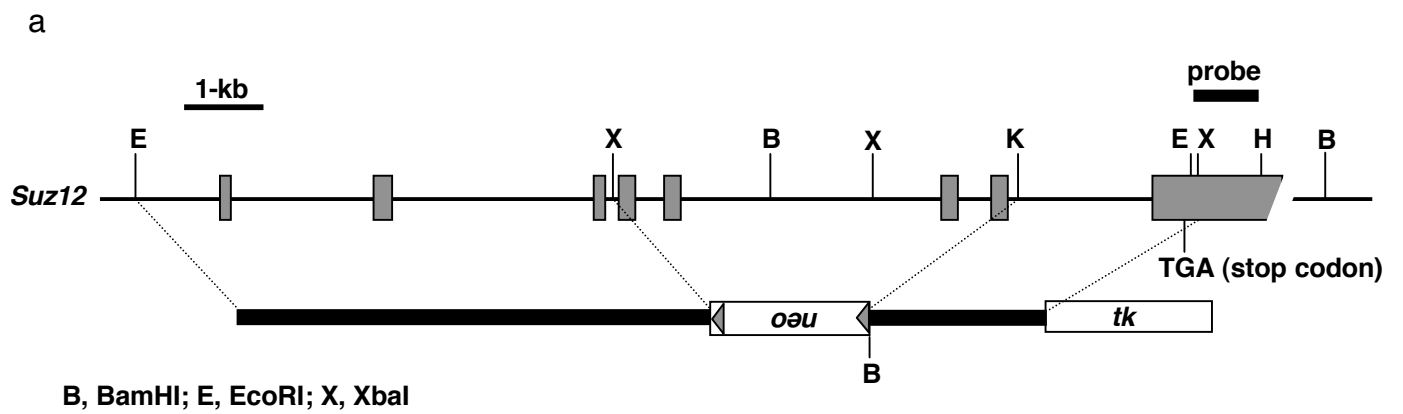 a
1-kb
probe
E X B X K E X H B
Suz12
TGA (stop codon)
neo
tk
B
B, BamHI; E, EcoRI; X, XbaI